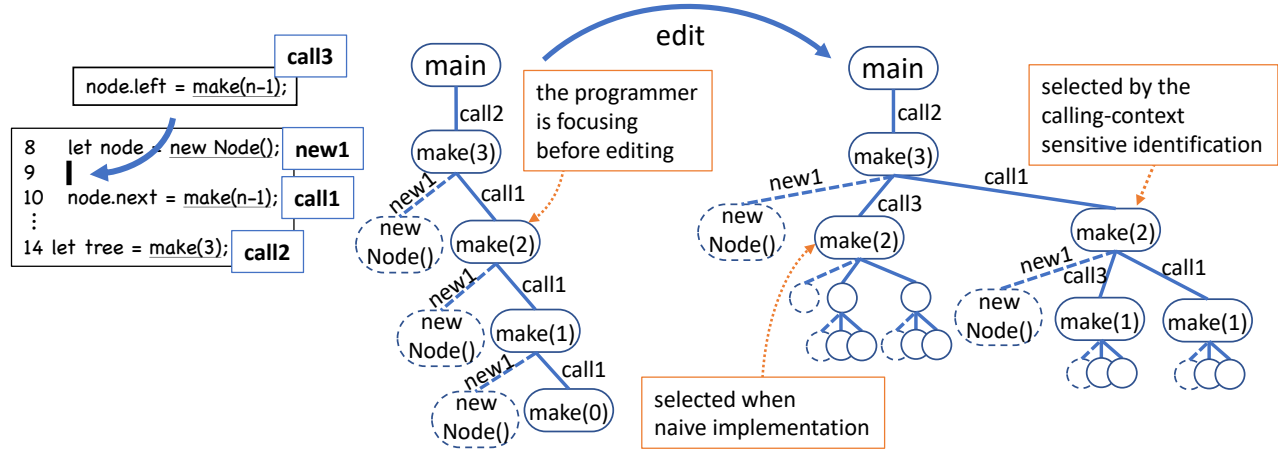 call3
node.left = make(n-1);
8 let node = new Node();
new1
9
10 node.next = make(n-1);
call1
⋮
14 let tree = make(3);
call2
edit
main
call2
make(3)
new1
call1
new
Node()
make(2)
new1
call1
new
Node()
make(1)
new1
call1
new
Node()
make(0)
the programmer
is focusing
before editing
main
call2
make(3)
new1
call3
call1
new
Node()
make(2)
make(2)
new1
call3
call1
new
Node()
make(1)
make(1)
selected by the
calling-context
sensitive identification
selected when
naive implementation